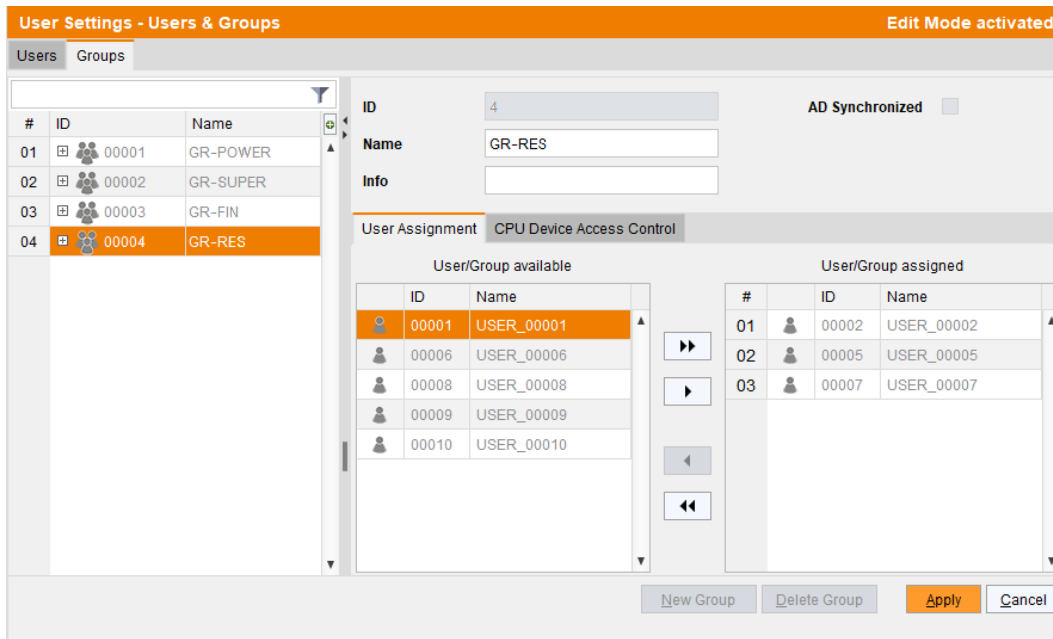 User Settings - Users & Groups Edit Mode activated
Users Groups
# ID Name
01 00001 GR-POWER
02 00002 GR-SUPER
03 00003 GR-FIN
04 00004 GR-RES
ID 4 AD Synchronized
Name GR-RES
Info
User Assignment CPU Device Access Control
User/Group available User/Group assigned
ID Name # ID Name
00001 USER_00001 01 00002 USER_00002
00006 USER_00006 02 00005 USER_00005
00008 USER_00008 03 00007 USER_00007
00009 USER_00009
00010 USER_00010
New Group Delete Group Apply Cancel